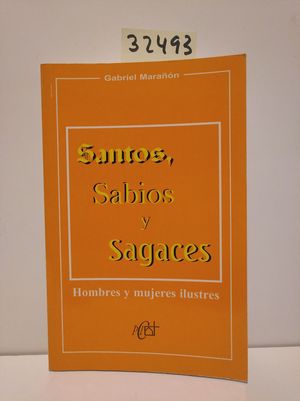 32493
Gabriel Marañón
Santos,
Sabios
y
Sagaces
Hombres y mujeres ilustres